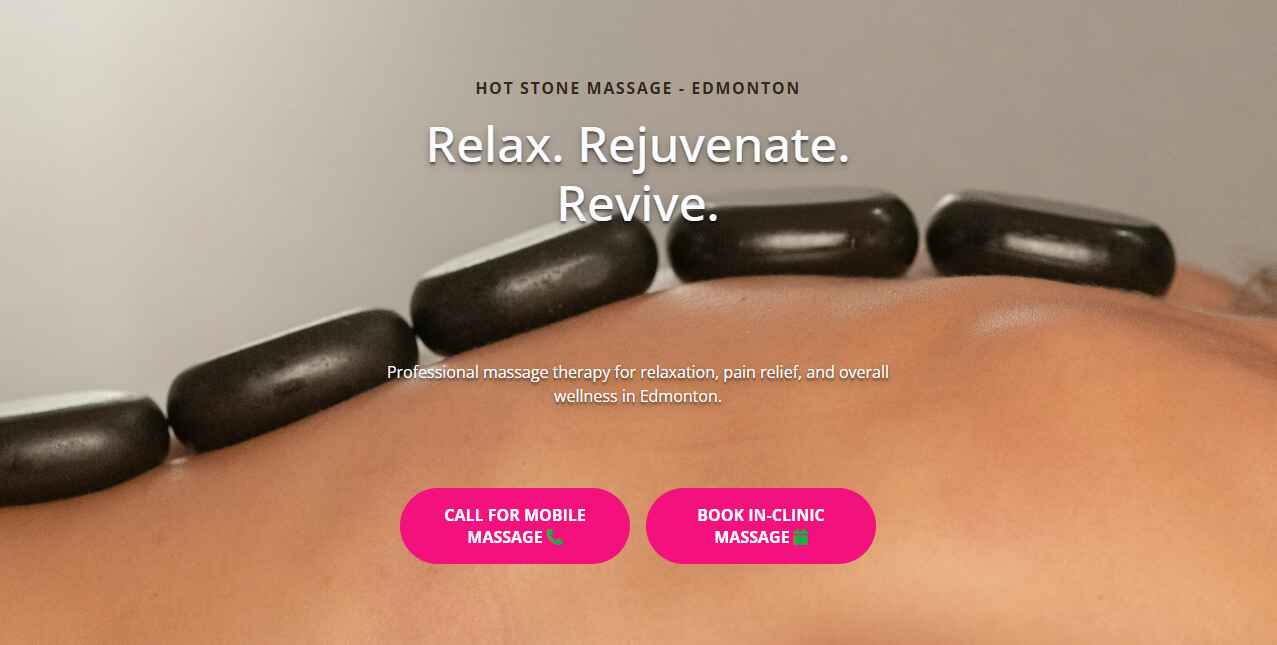 HOT STONE MASSAGE - EDMONTON
Relax. Rejuvenate.
Revive.
Professional massage therapy for relaxation, pain relief, and overall
wellness in Edmonton.
CALL FOR MOBILE
MASSAGE
BOOK IN-CLINIC
MASSAGE